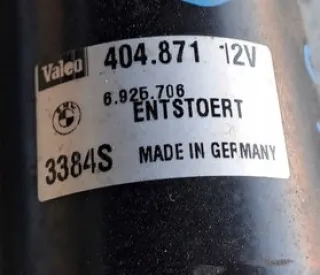 Valeo 404.871 12V
6.925.706
ENTSTOERT
3384S MADE IN GERMANY